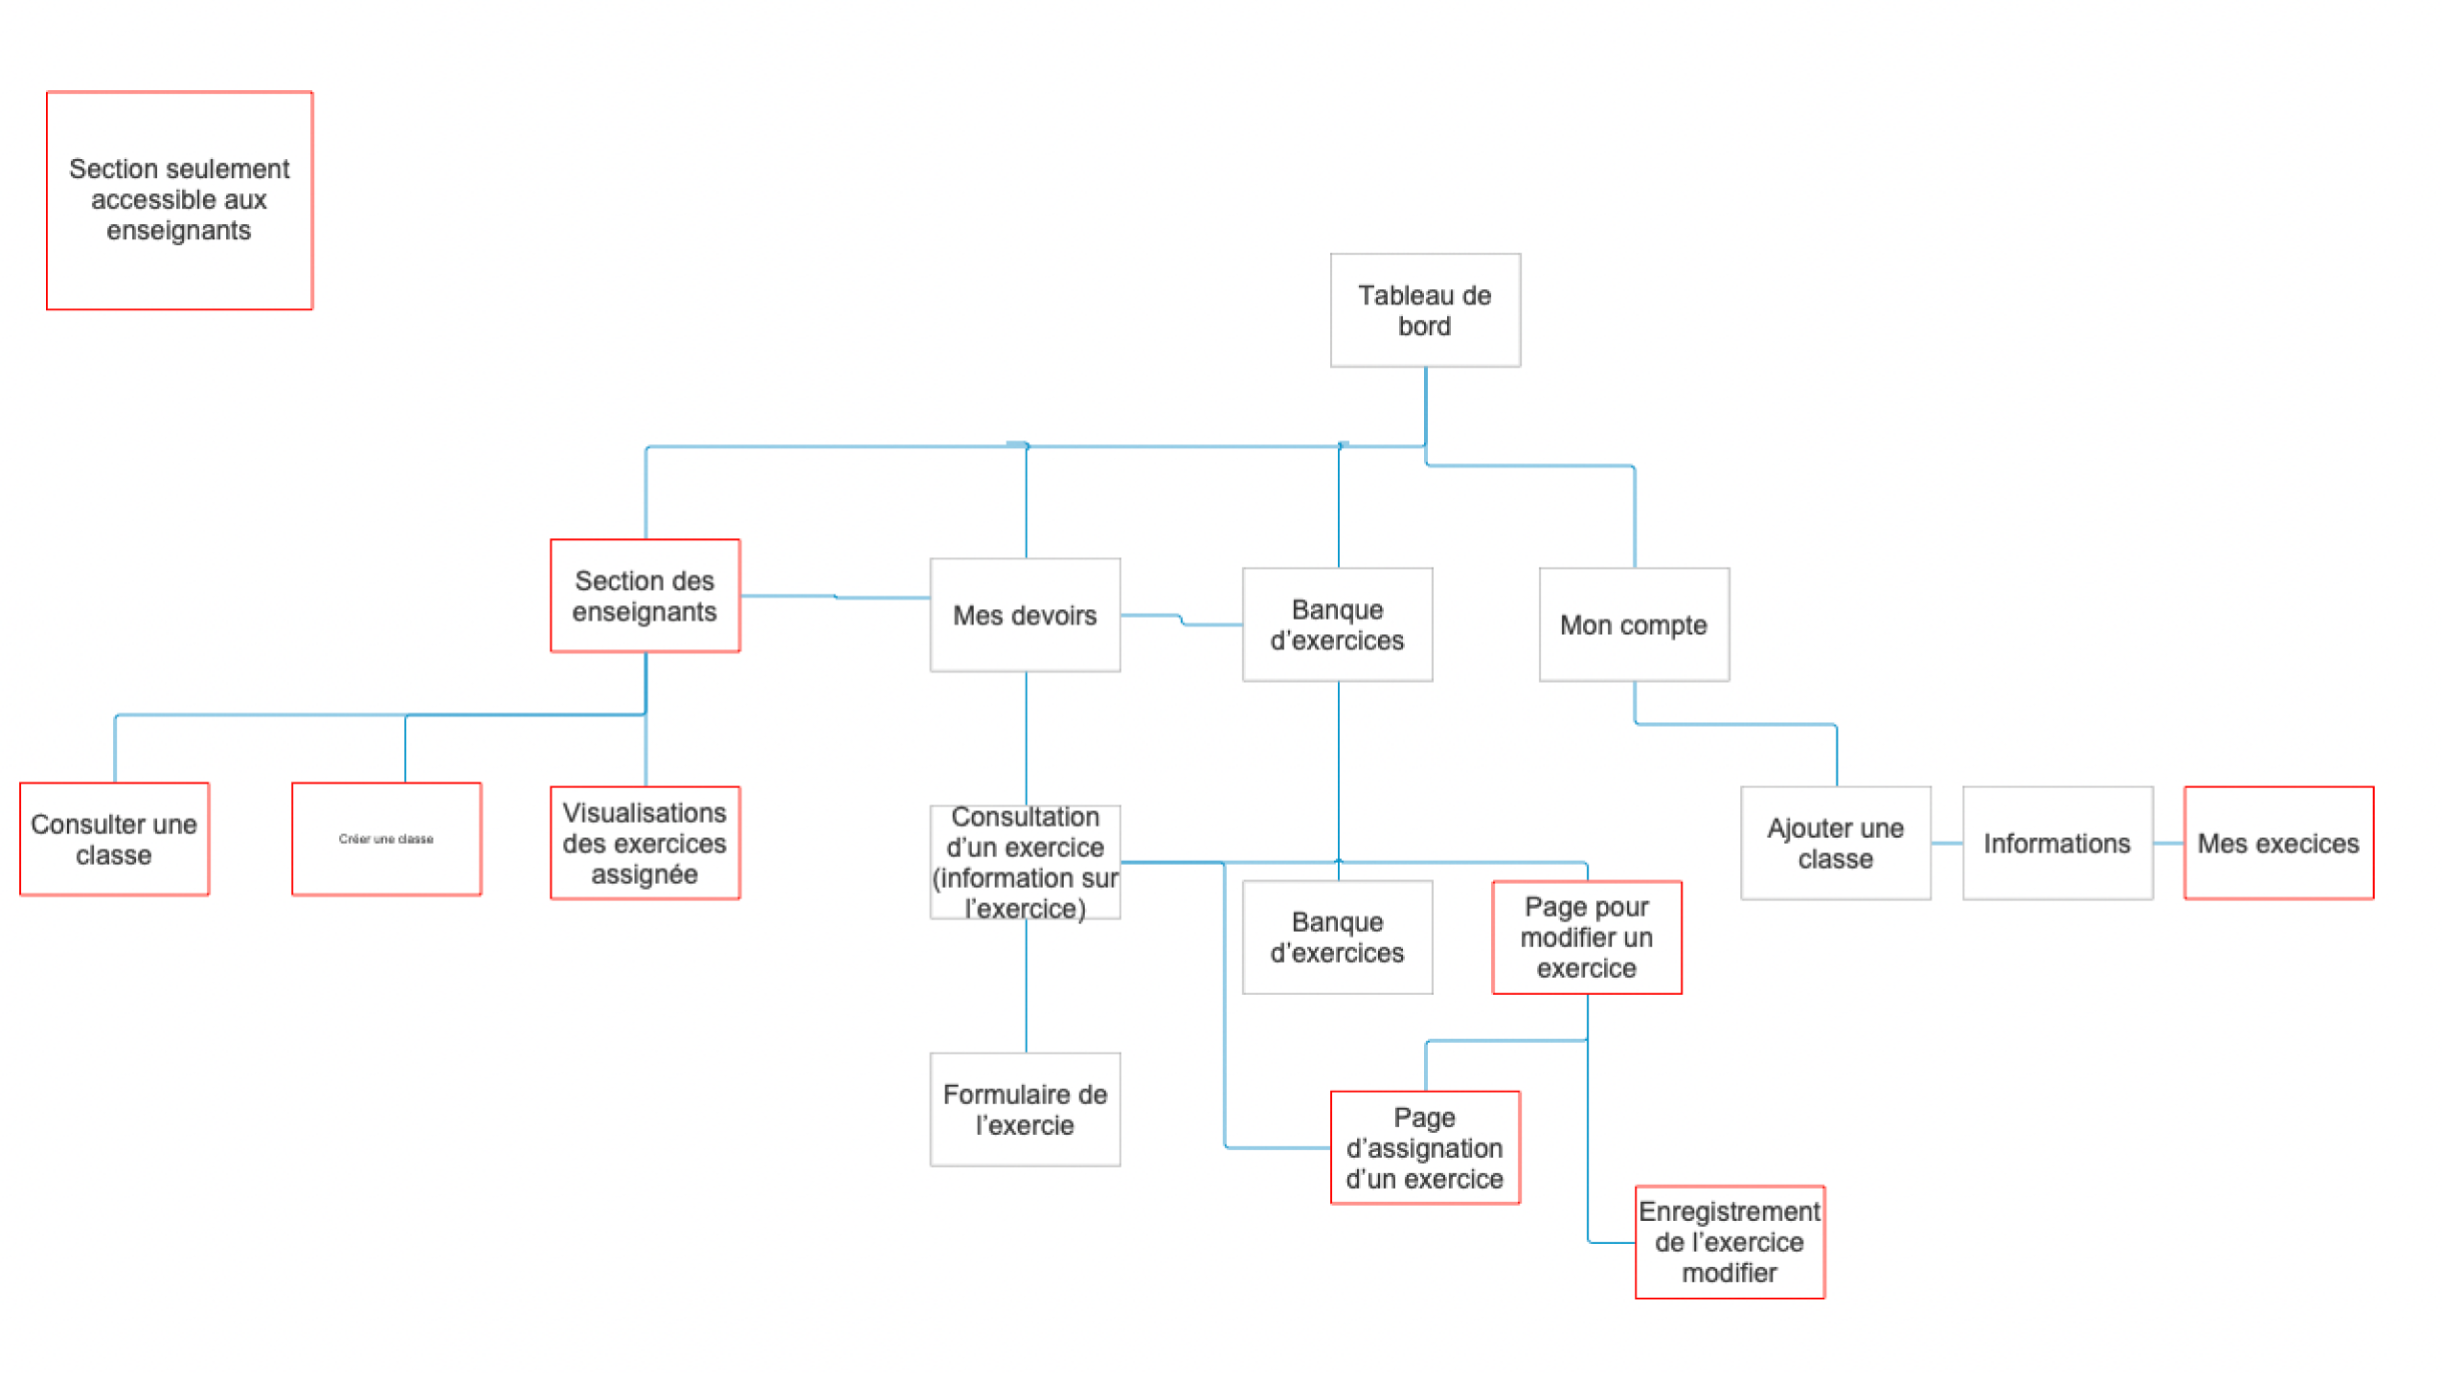 Section seulement
accessible aux
enseignants
Tableau de
bord
Section des
enseignants
Mes devoirs
Banque
d'exercices
Mon compte
Consulter une
classe
Créer une classe
Visualisations
des exercices
assignée
Consultation
d'un exercice
(information sur
l'exercice)
Banque
d'exercices
Page pour
modifier un
exercice
Ajouter une
classe
Informations
Mes execices
Formulaire de
l'exercie
Page
d'assignation
d'un exercice
Enregistrement
de l'exercice
modifier